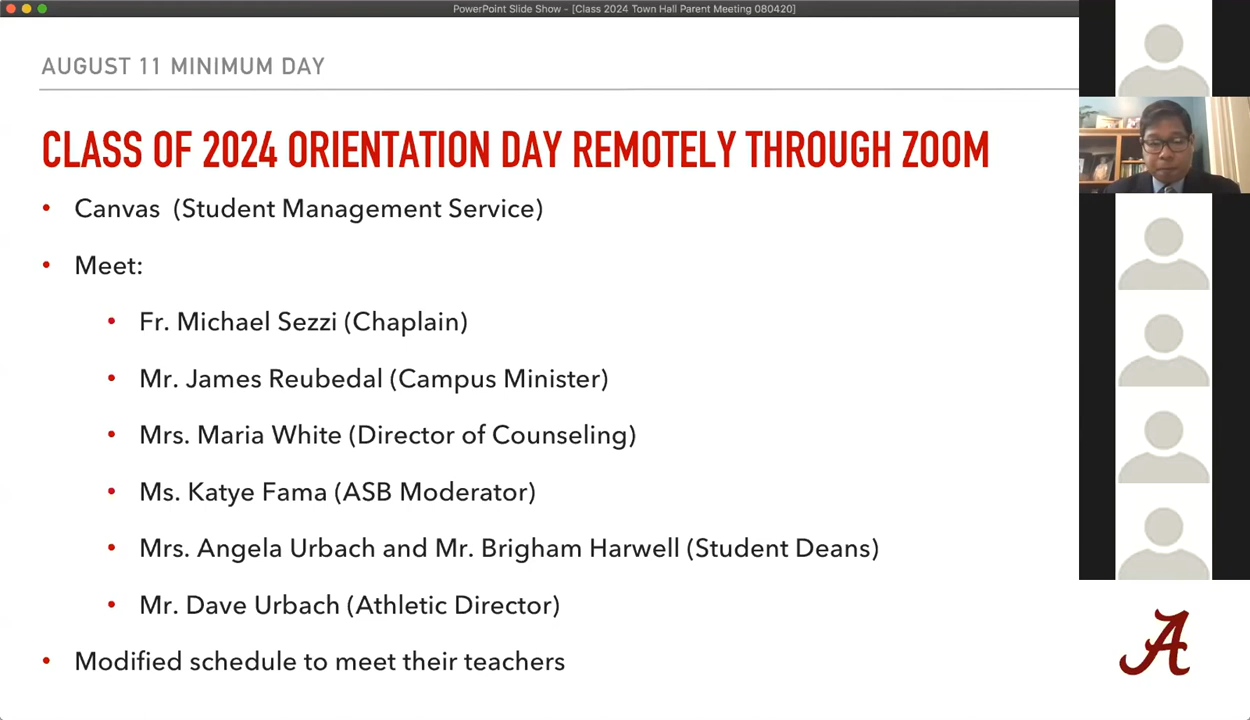 PowerPoint Slide Show - [Class 2024 Town Hall Parent Meeting 080420]
AUGUST 11 MINIMUM DAY
CLASS OF 2024 ORIENTATION DAY REMOTELY THROUGH ZOOM
• Canvas (Student Management Service)
• Meet:
• Fr. Michael Sezzi (Chaplain)
• Mr. James Reubedal (Campus Minister)
• Mrs. Maria White (Director of Counseling)
• Ms. Katye Fama (ASB Moderator)
• Mrs. Angela Urbach and Mr. Brigham Harwell (Student Deans)
• Mr. Dave Urbach (Athletic Director)
• Modified schedule to meet their teachers
A